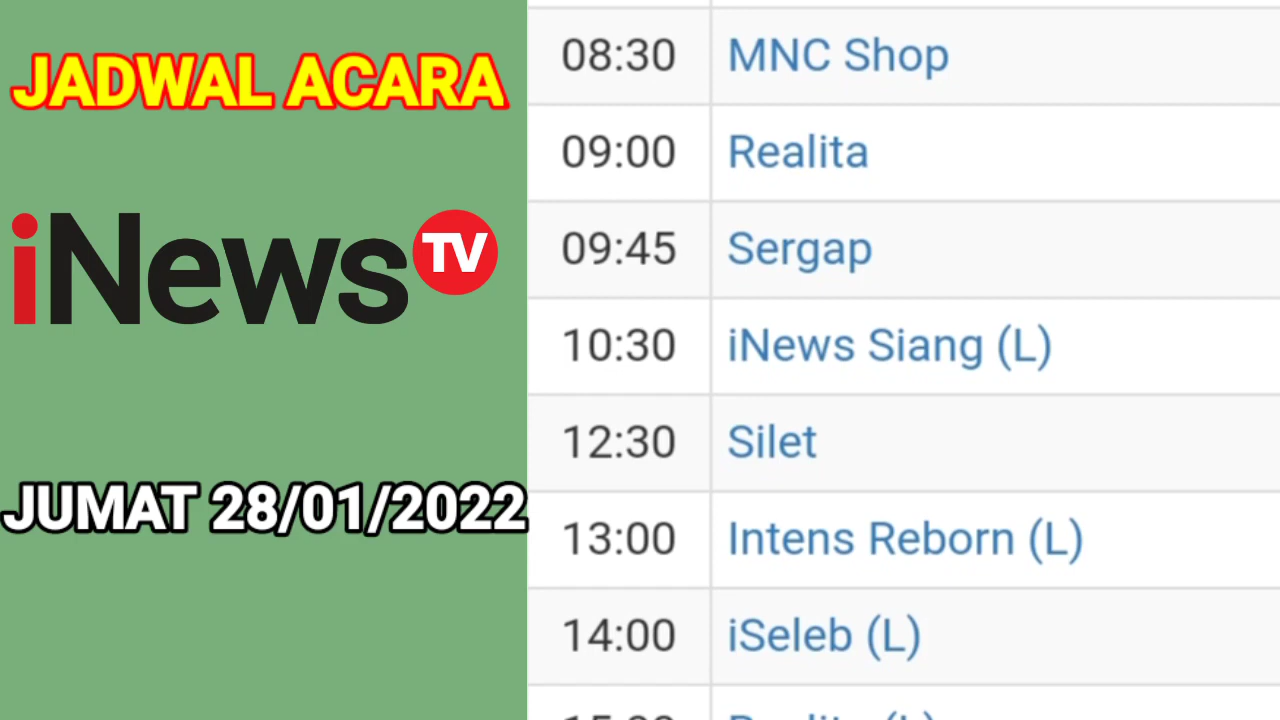 JADWAL ACARA
iNews TV
JUMAT 28/01/2022
08:30 MNC Shop
09:00 Realita
09:45 Sergap
10:30 iNews Siang (L)
12:30 Silet
13:00 Intens Reborn (L)
14:00 iSeleb (L)